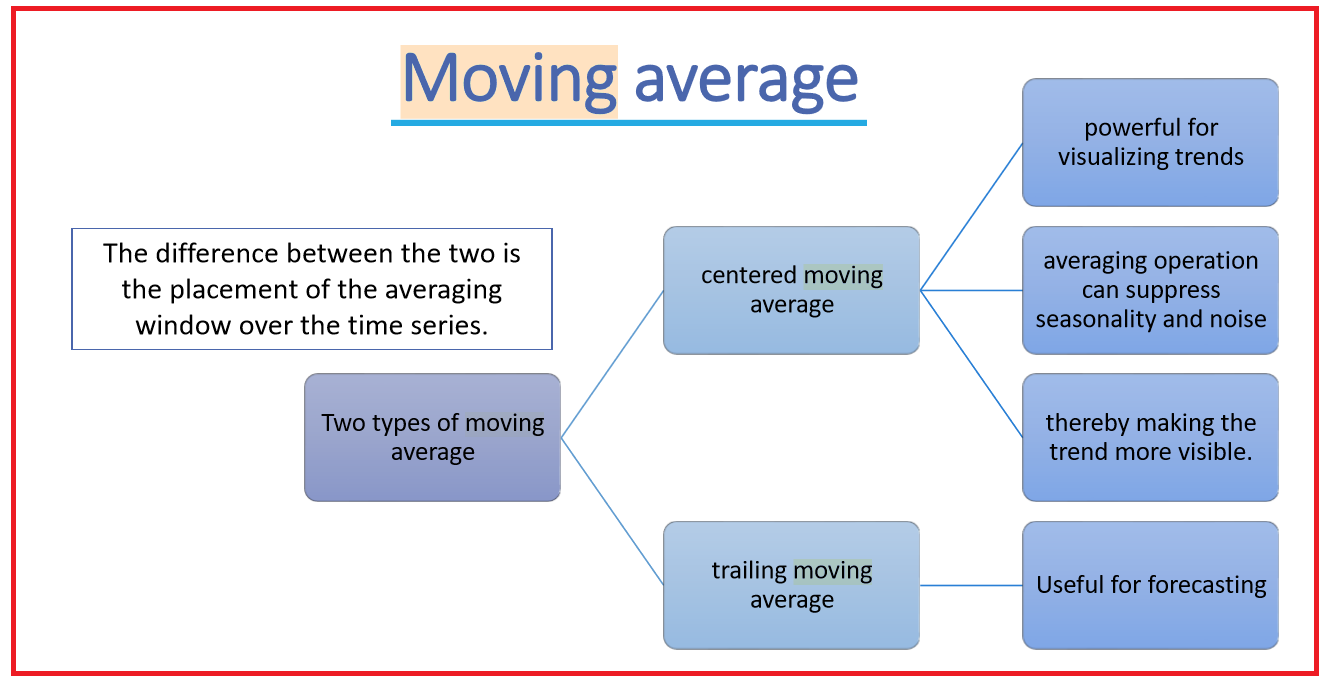 Moving average
The difference between the two is
the placement of the averaging
window over the time series.
Two types of moving
average
centered moving
average
powerful for
visualizing trends
averaging operation
can suppress
seasonality and noise
thereby making the
trend more visible.
trailing moving
average
Useful for forecasting